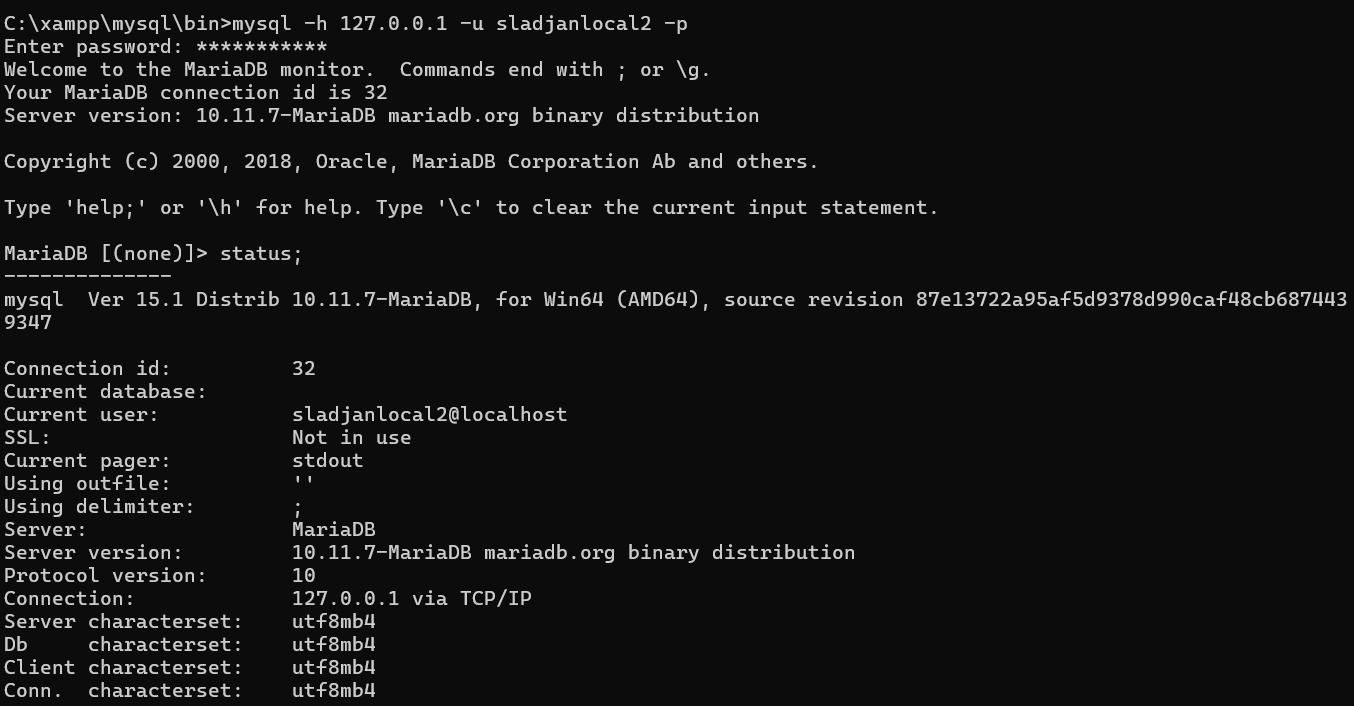 C:\xampp\mysql\bin>mysql -h 127.0.0.1 -u sladjanlocal2 -p
Enter password: ***********
Welcome to the MariaDB monitor.  Commands end with ; or \g.
Your MariaDB connection id is 32
Server version: 10.11.7-MariaDB mariadb.org binary distribution

Copyright (c) 2000, 2018, Oracle, MariaDB Corporation Ab and others.

Type 'help;' or '\h' for help. Type '\c' to clear the current input statement.

MariaDB [(none)]> status;
--------------
mysql  Ver 15.1 Distrib 10.11.7-MariaDB, for Win64 (AMD64), source revision 87e13722a95af5d9378d990caf48cb687443
9347

Connection id:          32
Current database:
Current user:           sladjanlocal2@localhost
SSL:                    Not in use
Current pager:          stdout
Using outfile:          ''
Using delimiter:        ;
Server:                 MariaDB
Server version:         10.11.7-MariaDB mariadb.org binary distribution
Protocol version:       10
Connection:             127.0.0.1 via TCP/IP
Server characterset:    utf8mb4
Db     characterset:    utf8mb4
Client characterset:    utf8mb4
Conn.  characterset:    utf8mb4